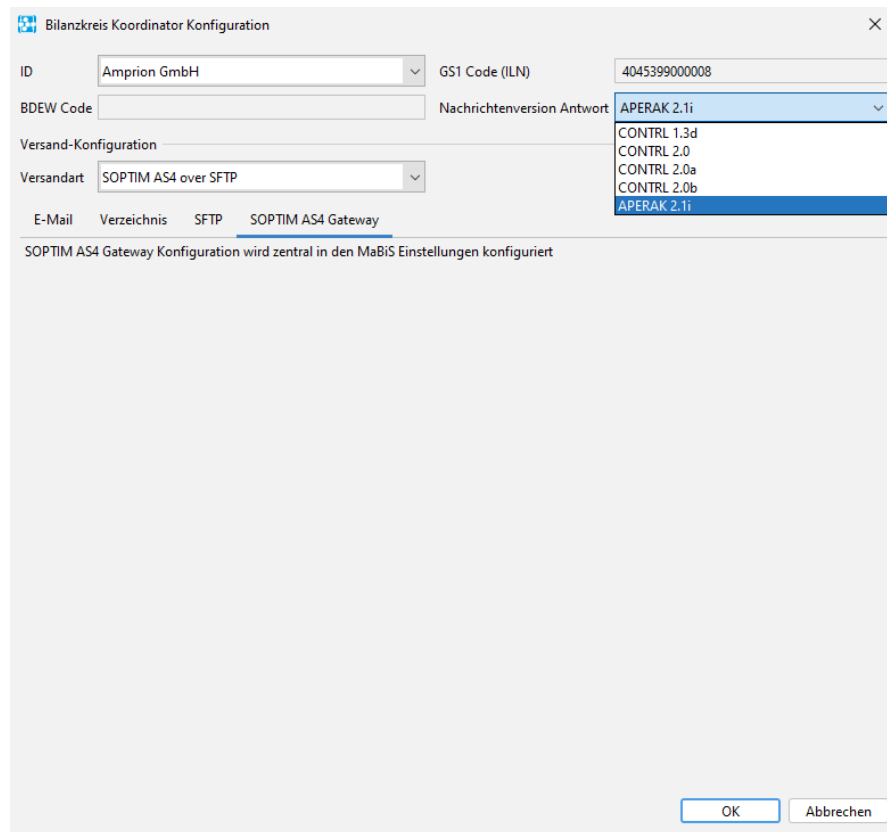 Bilanzkreis Koordinator Konfiguration
ID Amprion GmbH GS1 Code (ILN) 4045399000008
BDEW Code Nachrichtenversion Antwort APERAK 2.1i
CONTRL 1.3d
CONTRL 2.0
CONTRL 2.0a
CONTRL 2.0b
APERAK 2.1i
Versand-Konfiguration
Versandart SOPTIM AS4 over SFTP
E-Mail Verzeichnis SFTP SOPTIM AS4 Gateway
SOPTIM AS4 Gateway Konfiguration wird zentral in den MaBiS Einstellungen konfiguriert
OK Abbrechen